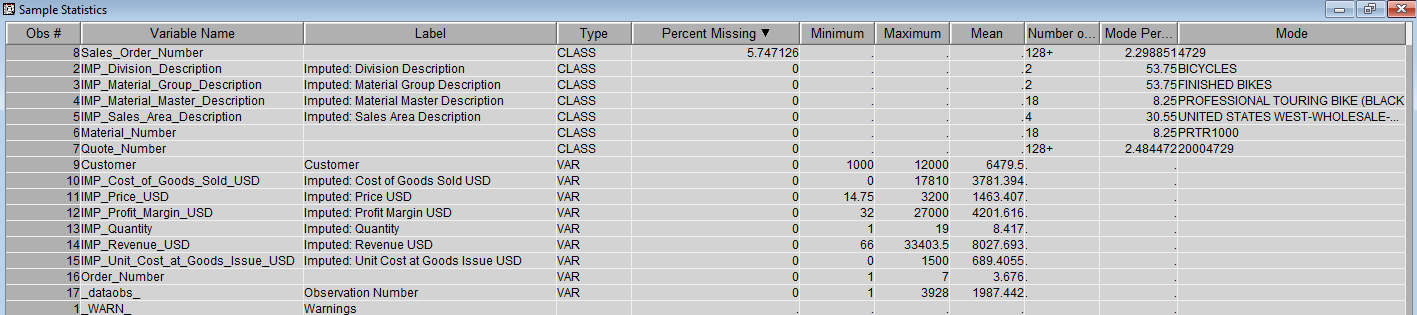 Sample Statistics
Obs # Variable Name Label Type Percent Missing ▼ Minimum Maximum Mean Number o... Mode Per... Mode
8 Sales_Order_Number CLASS 5.747126 . . . 128+ 2.298851 4729
2 IMP_Division_Description Imputed: Division Description CLASS 0 . . . 2 53.75 BICYCLES
3 IMP_Material_Group_Description Imputed: Material Group Description CLASS 0 . . . 2 53.75 FINISHED BIKES
4 IMP_Material_Master_Description Imputed: Material Master Description CLASS 0 . . . 18 8.25 PROFESSIONAL TOURING BIKE (BLACK
5 IMP_Sales_Area_Description Imputed: Sales Area Description CLASS 0 . . . 4 30.55 UNITED STATES WEST-WHOLESALE-...
6 Material_Number CLASS 0 . . . 18 8.25 PRTR1000
7 Quote_Number CLASS 0 . . . 128+ 2.484472 20004729
9 Customer Customer VAR 0 1000 12000 6479.5 . . .
10 IMP_Cost_of_Goods_Sold_USD Imputed: Cost of Goods Sold USD VAR 0 0 17810 3781.394 . . .
11 IMP_Price_USD Imputed: Price USD VAR 0 14.75 3200 1463.407 . . .
12 IMP_Profit_Margin_USD Imputed: Profit Margin USD VAR 0 32 27000 4201.616 . . .
13 IMP_Quantity Imputed: Quantity VAR 0 1 19 8.417 . . .
14 IMP_Revenue_USD Imputed: Revenue USD VAR 0 66 33403.5 8027.693 . . .
15 IMP_Unit_Cost_at_Goods_Issue_USD Imputed: Unit Cost at Goods Issue USD VAR 0 0 1500 689.4055 . . .
16 Order_Number VAR 0 1 7 3.676 . . .
17 _dataobs_ Observation Number VAR 0 1 3928 1987.442 . . .
1 _WARN_ Warnings . . . . . .